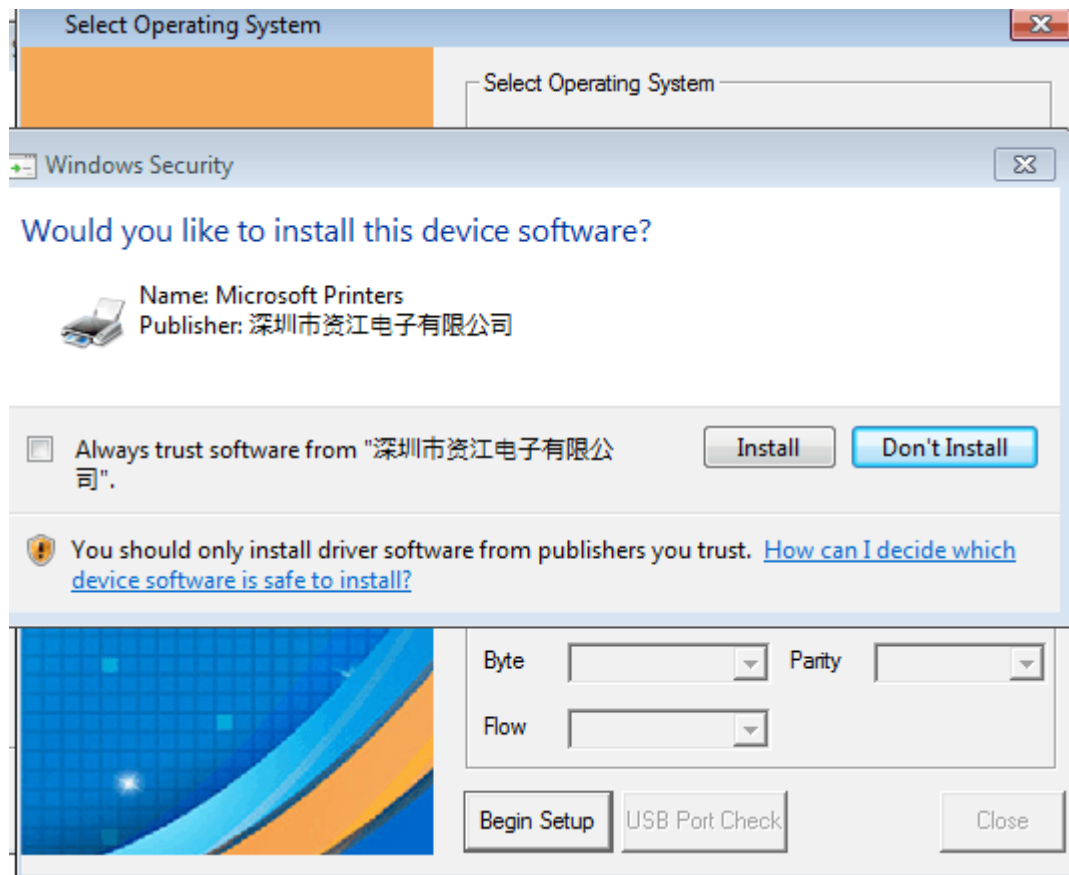 Select Operating System
Select Operating System
Windows Security
Would you like to install this device software?
Name: Microsoft Printers
Publisher: 深圳市资江电子有限公司
Always trust software from "深圳市资江电子有限公
司".
Install
Don't Install
You should only install driver software from publishers you trust. How can I decide which
device software is safe to install?
Byte
Parity
Flow
Begin Setup
USB Port Check
Close